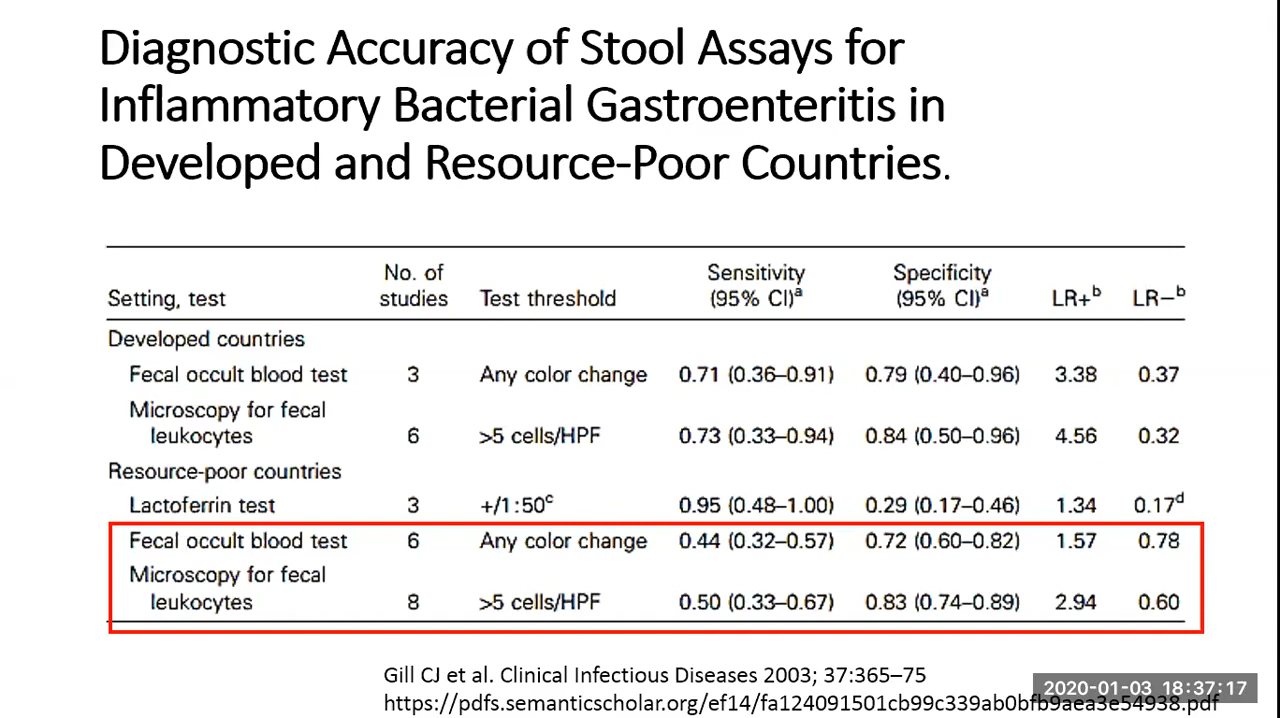 Diagnostic Accuracy of Stool Assays for
Inflammatory Bacterial Gastroenteritis in
Developed and Resource-Poor Countries.
Setting, test No. of studies Test threshold Sensitivity (95% CI)a Specificity (95% CI)a LR+b LR−b
Developed countries
Fecal occult blood test 3 Any color change 0.71 (0.36–0.91) 0.79 (0.40–0.96) 3.38 0.37
Microscopy for fecal
leukocytes 6 >5 cells/HPF 0.73 (0.33–0.94) 0.84 (0.50–0.96) 4.56 0.32
Resource-poor countries
Lactoferrin test 3 +/1:50c 0.95 (0.48–1.00) 0.29 (0.17–0.46) 1.34 0.17d
Fecal occult blood test 6 Any color change 0.44 (0.32–0.57) 0.72 (0.60–0.82) 1.57 0.78
Microscopy for fecal
leukocytes 8 >5 cells/HPF 0.50 (0.33–0.67) 0.83 (0.74–0.89) 2.94 0.60
Gill CJ et al. Clinical Infectious Diseases 2003; 37:365–75
https://pdfs.semanticscholar.org/ef14/fa124091501cb99c339ab0bfb9aea3e54938.pdf
2020-01-03 18:37:17